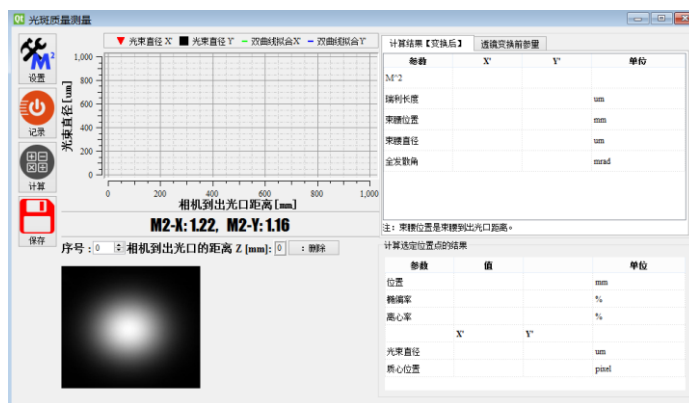 光斑质量测量
设置
记录
计算
保存
光束直径 X' 光束直径 Y' 双曲线拟合X' 双曲线拟合Y'
光束直径[um]
1,000
800
600
400
200
0
0 200 400 600 800 1,000
相机到出光口距离[mm]
M2-X: 1.22, M2-Y: 1.16
序号: 0 相机到出光口的距离 Z [mm]: 0 : 删除
计算结果【变换后】 透镜变换前参量
参数 X' Y' 单位
M^2
瑞利长度 um
束腰位置 mm
束腰直径 um
全发散角 mrad
注: 束腰位置是束腰到出光口距离。
计算选定位置点的结果
参数 值 单位
位置 mm
椭偏率 %
离心率 %
X' Y'
光束直径 um
质心位置 pixel